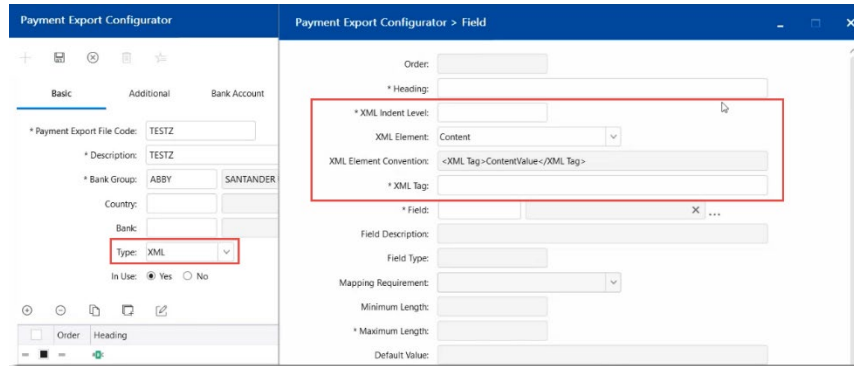 Payment Export Configurator
Basic Additional Bank Account
* Payment Export File Code: TESTZ
* Description: TESTZ
* Bank Group: ABBY SANTANDER
Country:
Bank:
Type: XML
In Use: Yes No
Order Heading
Payment Export Configurator > Field
Order:
* Heading:
* XML Indent Level:
XML Element: Content
XML Element Convention: <XML Tag>ContentValue</XML Tag>
* XML Tag:
* Field:
Field Description:
Field Type:
Mapping Requirement:
Minimum Length:
* Maximum Length:
Default Value: